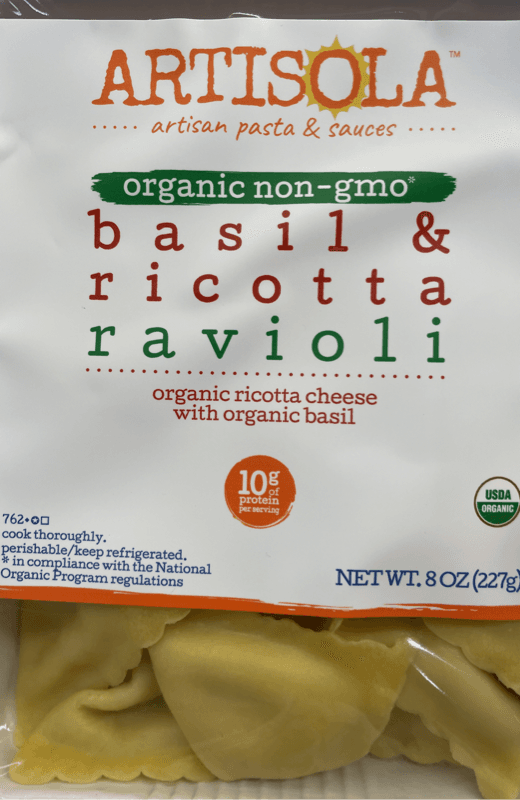 ARTISOLA™
····· artisan pasta & sauces ·····
organic non-gmo*
basil &
ricotta
ravioli
organic ricotta cheese
with organic basil
10g
of
protein
per serving
USDA
ORGANIC
762
cook thoroughly.
perishable/keep refrigerated.
* in compliance with the National
Organic Program regulations
NET WT. 8 OZ (227g)